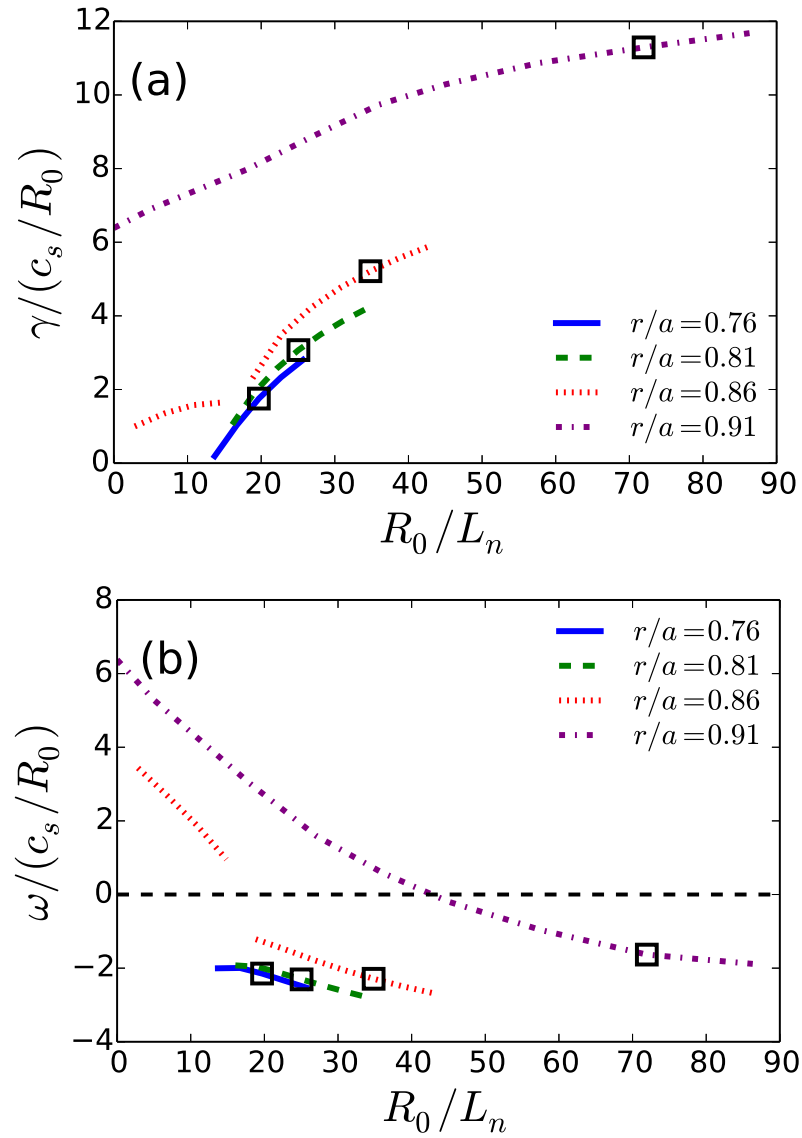 12
10
8
6
4
2
0
γ/(c_s/R_0)
(a)
r/a=0.76
r/a=0.81
r/a=0.86
r/a=0.91
0 10 20 30 40 50 60 70 80 90
R_0/L_n
8
6
4
2
0
−2
−4
ω/(c_s/R_0)
(b)
r/a=0.76
r/a=0.81
r/a=0.86
r/a=0.91
0 10 20 30 40 50 60 70 80 90
R_0/L_n